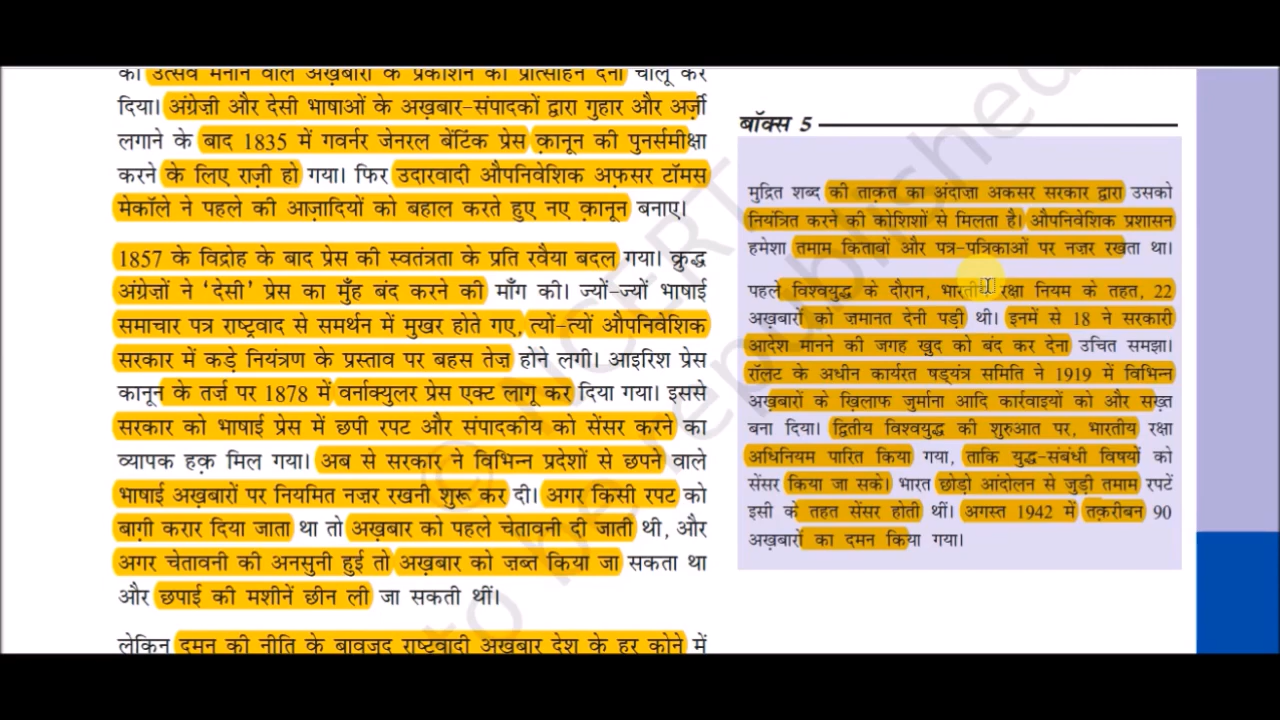 को उत्सव मनाने वाले अख़बारों के प्रकाशन को प्रोत्साहन देना चालू कर
दिया। अंग्रेज़ी और देसी भाषाओं के अख़बार-संपादकों द्वारा गुहार और अर्ज़ी
लगाने के बाद 1835 में गवर्नर जेनरल बेंटिंक प्रेस क़ानून की पुनर्समीक्षा
करने के लिए राज़ी हो गया। फिर उदारवादी औपनिवेशिक अफ़सर टॉमस
मेकॉले ने पहले की आज़ादियों को बहाल करते हुए नए क़ानून बनाए।
1857 के विद्रोह के बाद प्रेस की स्वतंत्रता के प्रति रवैया बदल गया। क्रुद्ध
अंग्रेज़ों ने ‘देसी’ प्रेस का मुँह बंद करने की माँग की। ज्यों-ज्यों भाषाई
समाचार पत्र राष्ट्रवाद से समर्थन में मुखर होते गए, त्यों-त्यों औपनिवेशिक
सरकार में कड़े नियंत्रण के प्रस्ताव पर बहस तेज़ होने लगी। आइरिश प्रेस
कानून के तर्ज पर 1878 में वर्नाक्युलर प्रेस एक्ट लागू कर दिया गया। इससे
सरकार को भाषाई प्रेस में छपी रपट और संपादकीय को सेंसर करने का
व्यापक हक़ मिल गया। अब से सरकार ने विभिन्न प्रदेशों से छपने वाले
भाषाई अख़बारों पर नियमित नज़र रखनी शुरू कर दी। अगर किसी रपट को
बाग़ी करार दिया जाता था तो अख़बार को पहले चेतावनी दी जाती थी, और
अगर चेतावनी की अनसुनी हुई तो अख़बार को ज़ब्त किया जा सकता था
और छपाई की मशीनें छीन ली जा सकती थीं।
लेकिन दमन की नीति के बावजूद राष्ट्रवादी अख़बार देश के हर कोने में
बॉक्स 5
मुद्रित शब्द की ताक़त का अंदाज़ा अकसर सरकार द्वारा उसको
नियंत्रित करने की कोशिशों से मिलता है। औपनिवेशिक प्रशासन
हमेशा तमाम किताबों और पत्र-पत्रिकाओं पर नज़र रखता था।
पहले विश्वयुद्ध के दौरान, भारतीय रक्षा नियम के तहत, 22
अख़बारों को ज़मानत देनी पड़ी थी। इनमें से 18 ने सरकारी
आदेश मानने की जगह ख़ुद को बंद कर देना उचित समझा।
रॉलट के अधीन कार्यरत षड्यंत्र समिति ने 1919 में विभिन्न
अख़बारों के ख़िलाफ जुर्माना आदि कार्रवाइयों को और सख़्त
बना दिया। द्वितीय विश्वयुद्ध की शुरुआत पर, भारतीय रक्षा
अधिनियम पारित किया गया, ताकि युद्ध-संबंधी विषयों को
सेंसर किया जा सके। भारत छोड़ो आंदोलन से जुड़ी तमाम रपटें
इसी के तहत सेंसर होती थीं। अगस्त 1942 में तक़रीबन 90
अख़बारों का दमन किया गया।
© NCERT
to be republished